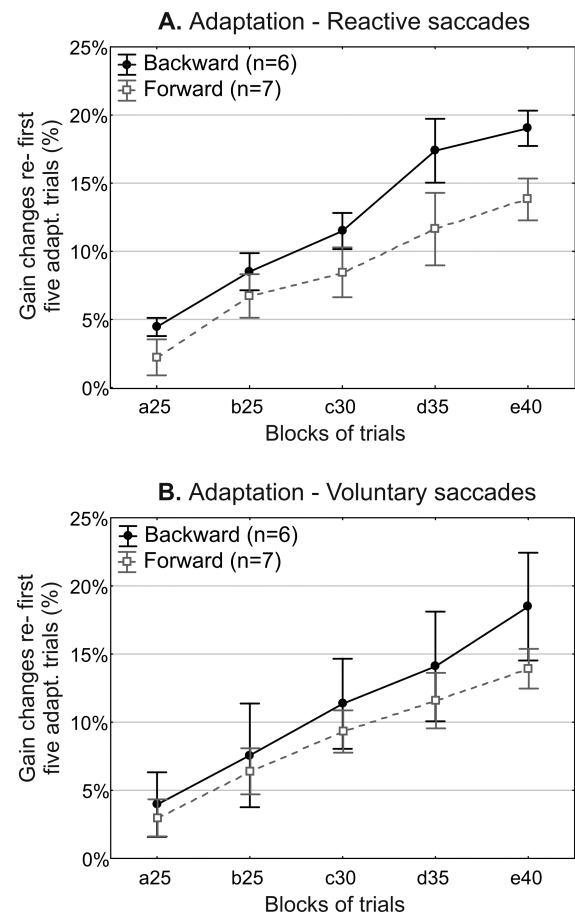 A. Adaptation - Reactive saccades
25%
Backward (n=6)
Forward (n=7)
20%
15%
10%
5%
0%
Gain changes re- first
five adapt. trials (%)
a25 b25 c30 d35 e40
Blocks of trials
B. Adaptation - Voluntary saccades
25%
Backward (n=6)
Forward (n=7)
20%
15%
10%
5%
0%
Gain changes re- first
five adapt. trials (%)
a25 b25 c30 d35 e40
Blocks of trials